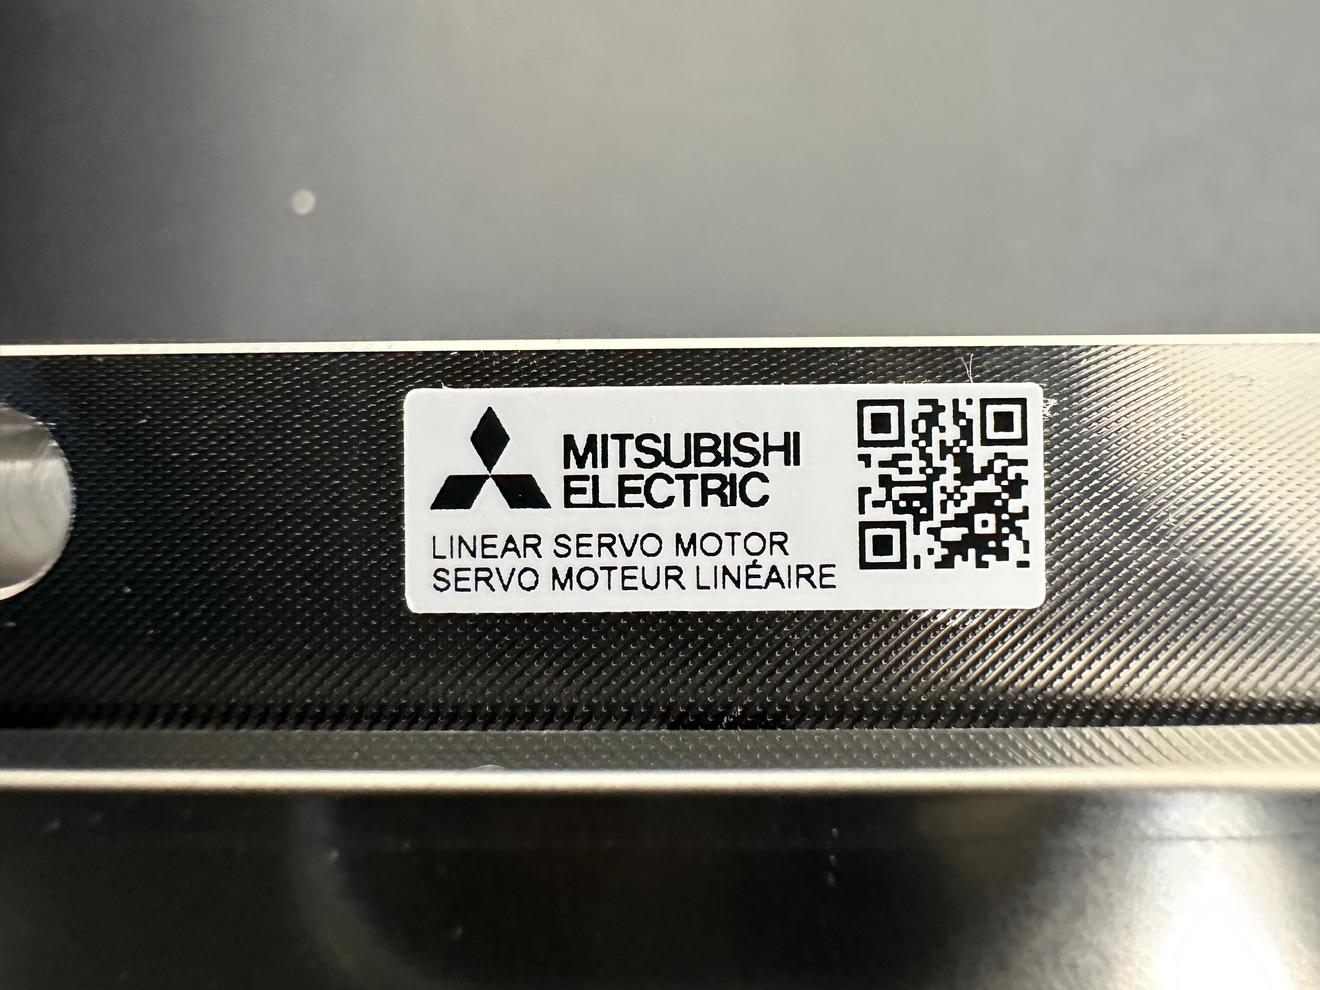 MITSUBISHI
ELECTRIC
LINEAR SERVO MOTOR
SERVO MOTEUR LINÉAIRE